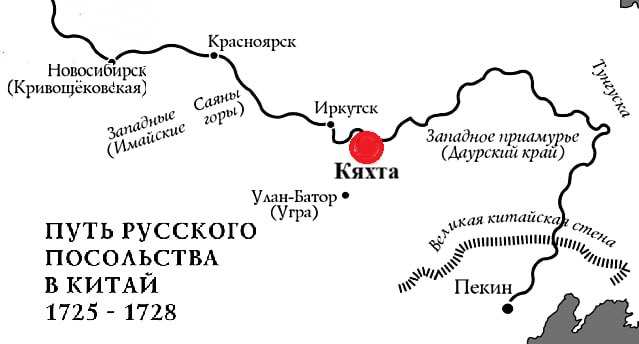 Красноярск
Новосибирск
(Кривощёковская)
Западные Саяны
(Имайские горы)
Иркутск
Кяхта
Улан-Батор
(Угра)
Тунгуска
Западное приамурье
(Даурский край)
Великая китайская стена
Пекин
ПУТЬ РУССКОГО
ПОСОЛЬСТВА
В КИТАЙ
1725 - 1728